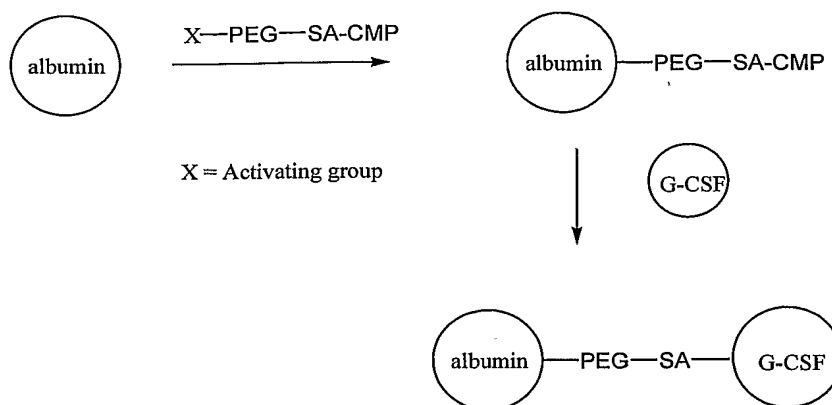 X—PEG—SA-CMP
albumin
albumin—PEG—SA-CMP
X = Activating group
G-CSF
albumin—PEG—SA—G-CSF